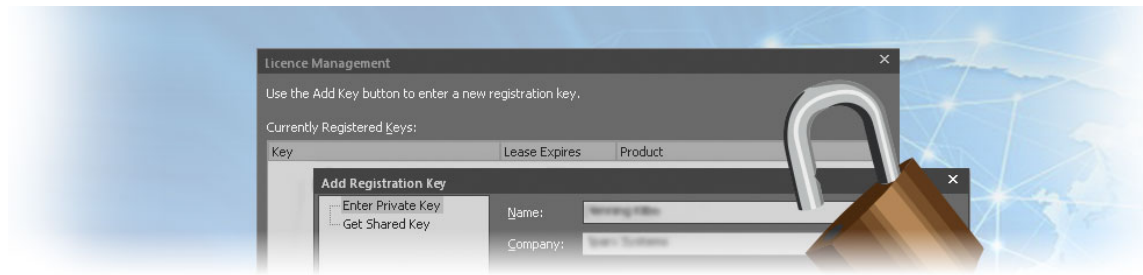 Licence Management
Use the Add Key button to enter a new registration key.
Currently Registered Keys:
Key Lease Expires Product
Add Registration Key
Enter Private Key
Get Shared Key
Name:
Company: